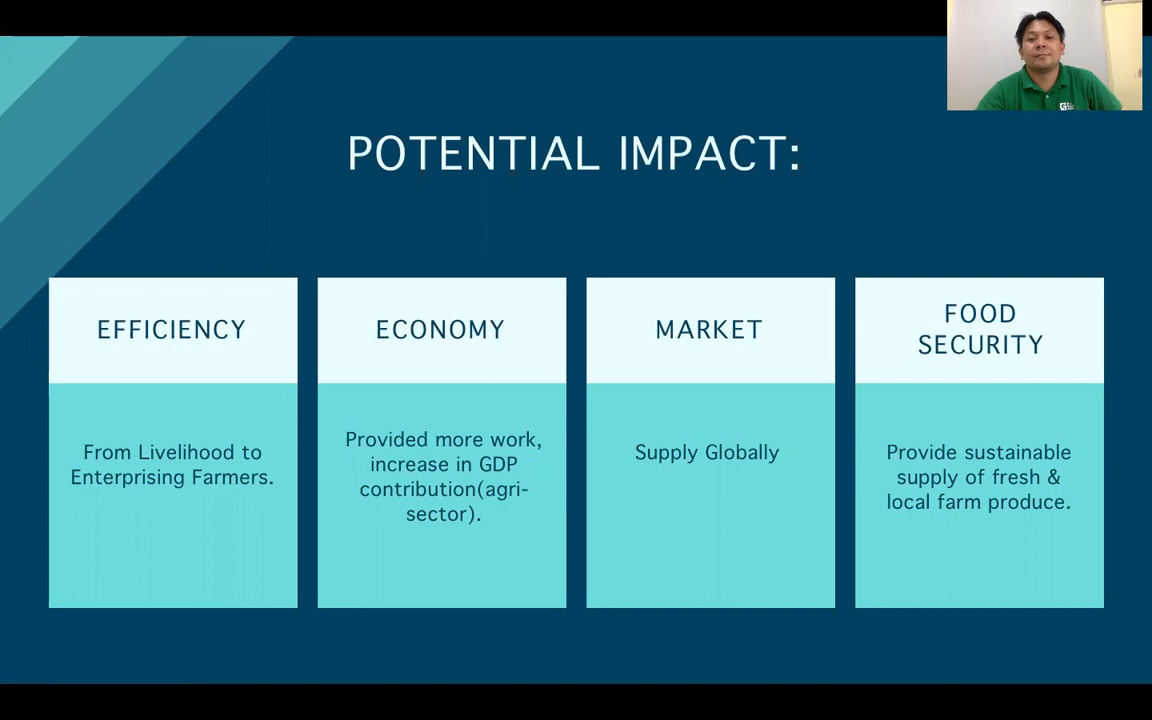 POTENTIAL IMPACT:
EFFICIENCY
From Livelihood to
Enterprising Farmers.
ECONOMY
Provided more work,
increase in GDP
contribution(agri-
sector).
MARKET
Supply Globally
FOOD
SECURITY
Provide sustainable
supply of fresh &
local farm produce.